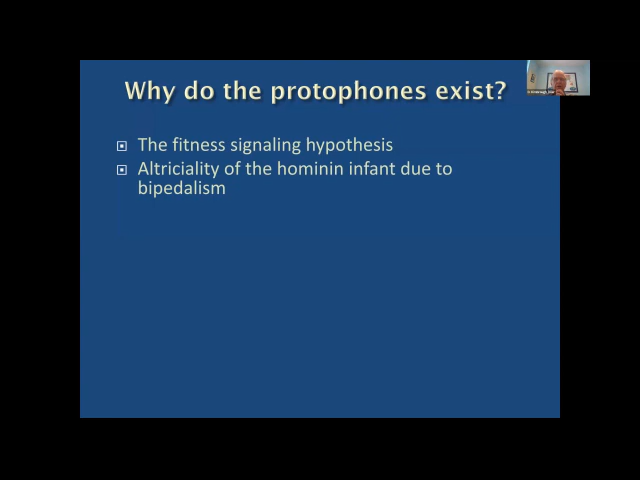 Why do the protophones exist?
The fitness signaling hypothesis
Altriciality of the hominin infant due to
bipedalism